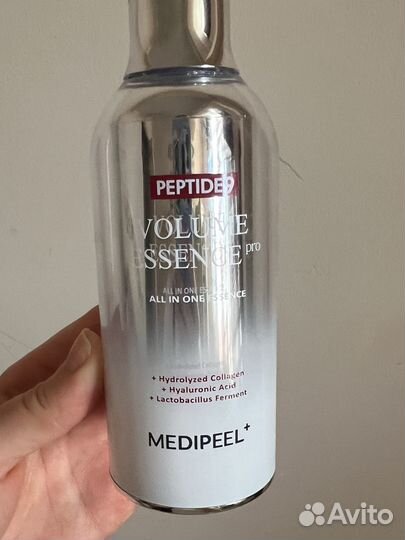 PEPTIDE9
VOLUME
ESSENCE pro
ALL IN ONE ESSENCE
+ Hydrolyzed Collagen
+ Hyaluronic Acid
+ Lactobacillus Ferment
MEDIPEEL+
Avito